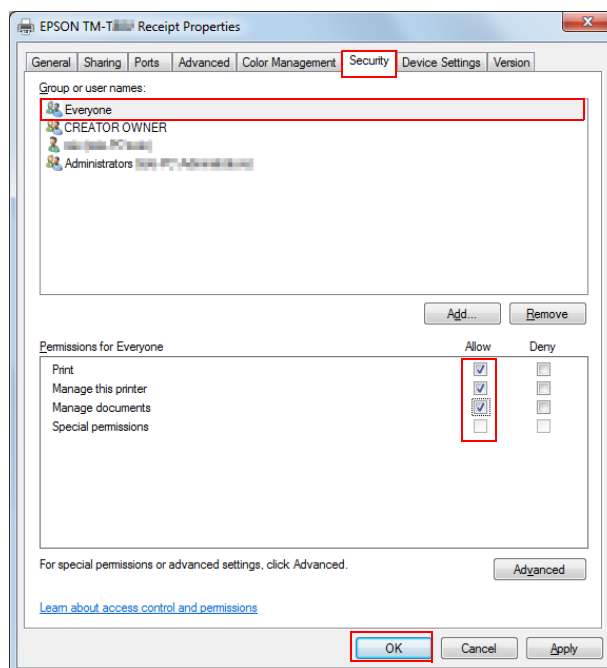 EPSON TM-T Receipt Properties
General Sharing Ports Advanced Color Management Security Device Settings Version
Group or user names:
Everyone
CREATOR OWNER
Administrators
Add... Remove
Permissions for Everyone Allow Deny
Print
Manage this printer
Manage documents
Special permissions
For special permissions or advanced settings, click Advanced.
Advanced
Learn about access control and permissions
OK Cancel Apply